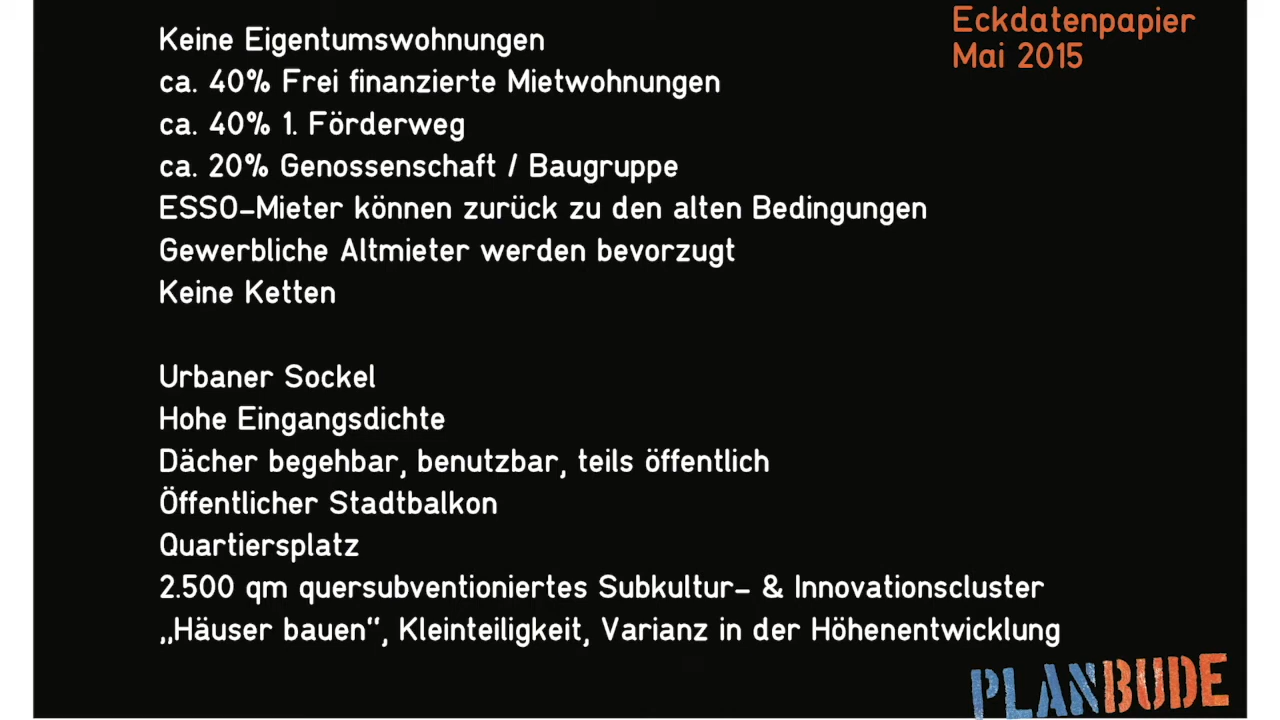 Eckdatenpapier
Mai 2015
Keine Eigentumswohnungen
ca. 40% Frei finanzierte Mietwohnungen
ca. 40% 1. Förderweg
ca. 20% Genossenschaft / Baugruppe
ESSO-Mieter können zurück zu den alten Bedingungen
Gewerbliche Altmieter werden bevorzugt
Keine Ketten
Urbaner Sockel
Hohe Eingangsdichte
Dächer begehbar, benutzbar, teils öffentlich
Öffentlicher Stadtbalkon
Quartiersplatz
2.500 qm quersubventioniertes Subkultur- & Innovationscluster
„Häuser bauen“, Kleinteiligkeit, Varianz in der Höhenentwicklung
PLANBUDE